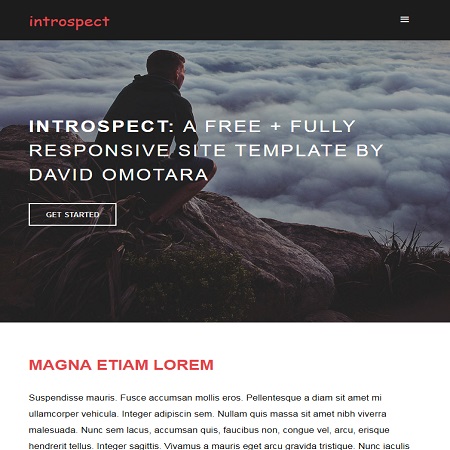 introspect
INTROSPECT: A FREE + FULLY
RESPONSIVE SITE TEMPLATE BY
DAVID OMOTARA
GET STARTED
MAGNA ETIAM LOREM
Suspendisse mauris. Fusce accumsan mollis eros. Pellentesque a diam sit amet mi
ullamcorper vehicula. Integer adipiscin sem. Nullam quis massa sit amet nibh viverra
malesuada. Nunc sem lacus, accumsan quis, faucibus non, congue vel, arcu, erisque
hendrerit tellus. Integer sagittis. Vivamus a mauris eget arcu gravida tristique. Nunc iaculis